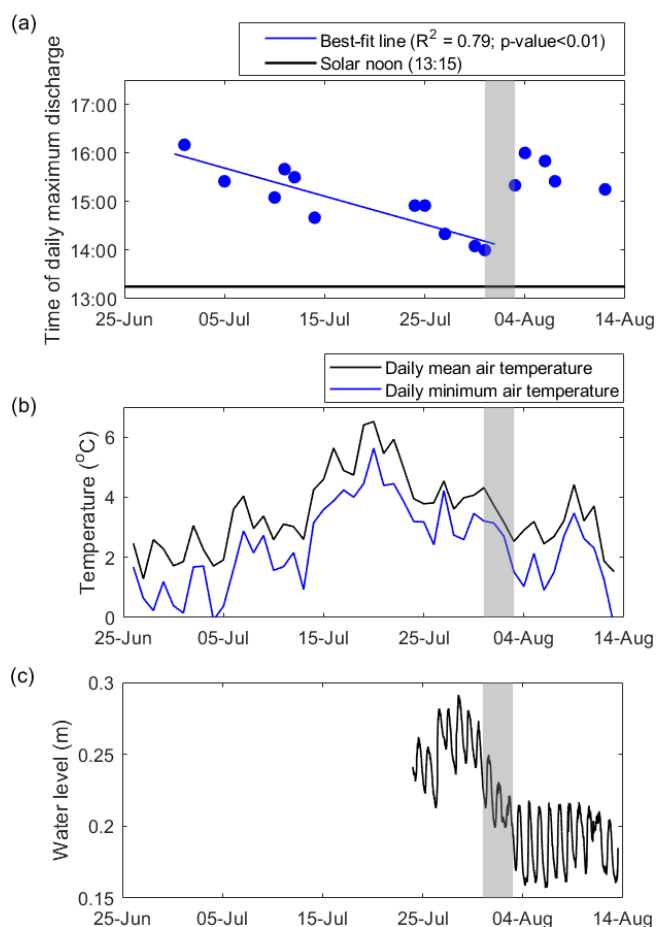 (a)
Best-fit line (R² = 0.79; p-value<0.01)
Solar noon (13:15)
Time of daily maximum discharge
17:00
16:00
15:00
14:00
13:00
25-Jun 05-Jul 15-Jul 25-Jul 04-Aug 14-Aug
(b)
Daily mean air temperature
Daily minimum air temperature
Temperature (°C)
6
4
2
0
25-Jun 05-Jul 15-Jul 25-Jul 04-Aug 14-Aug
(c)
Water level (m)
0.3
0.25
0.2
0.15
25-Jun 05-Jul 15-Jul 25-Jul 04-Aug 14-Aug